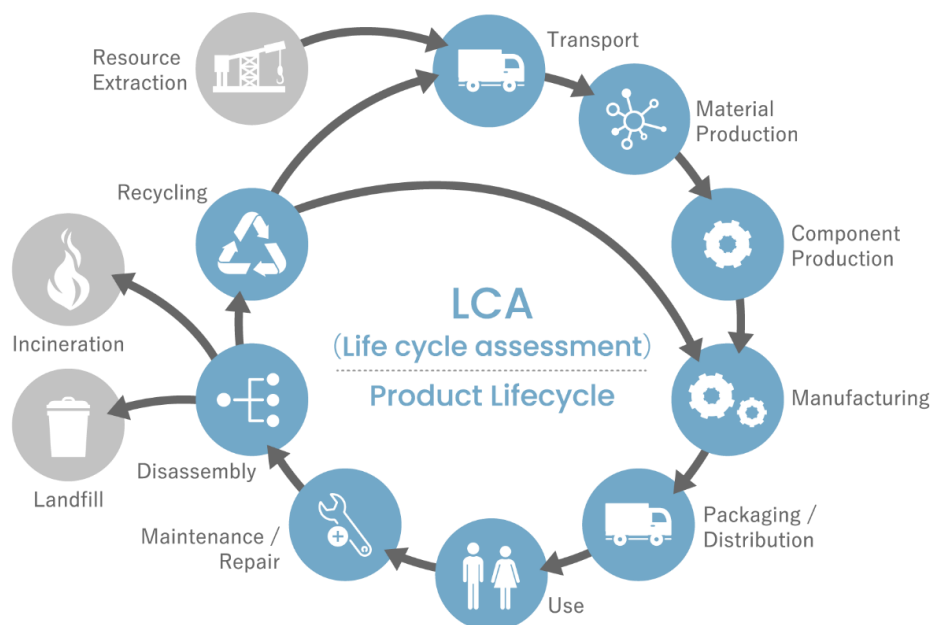 Resource
Extraction
Transport
Material
Production
Recycling
Component
Production
Incineration
LCA
(Life cycle assessment)
Product Lifecycle
Manufacturing
Landfill
Disassembly
Maintenance /
Repair
Packaging /
Distribution
Use